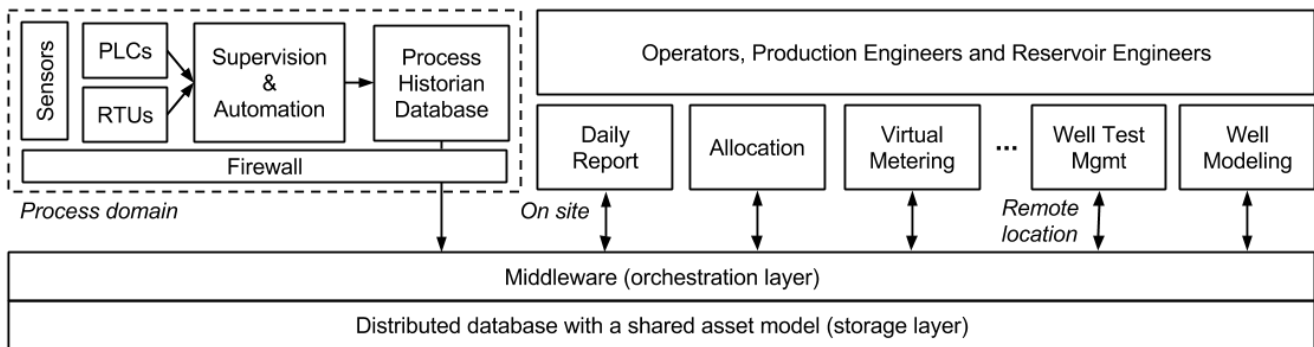 Sensors
PLCs
RTUs
Supervision
&
Automation
Process
Historian
Database
Firewall
Process domain
Operators, Production Engineers and Reservoir Engineers
Daily
Report
Allocation
Virtual
Metering
...
Well Test
Mgmt
Well
Modeling
On site
Remote
location
Middleware (orchestration layer)
Distributed database with a shared asset model (storage layer)